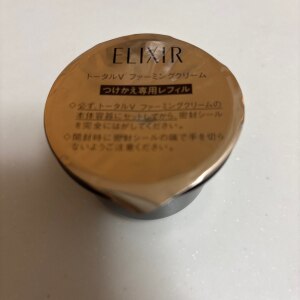 ELIXIR
トータルV ファーミングクリーム
つけかえ専用レフィル
◇必ず、トータルV ファーミングクリームの
本体容器にセットしてから、密封シール
を完全にはがしてください。
◇開封時に密封シールの端で手を切ら
ないようご注意ください。